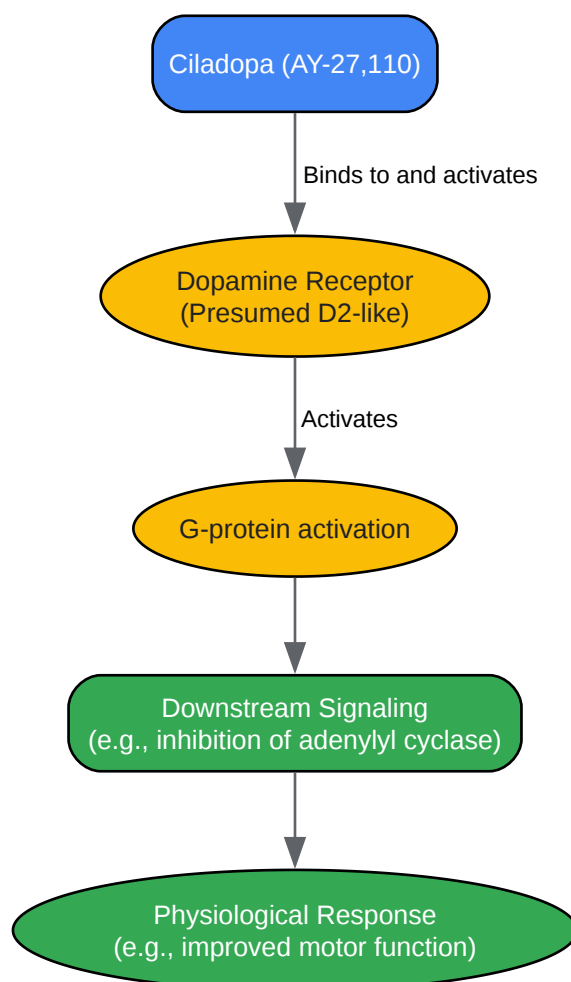 Ciladopa (AY-27,110)
Binds to and activates
Dopamine Receptor
(Presumed D2-like)
Activates
G-protein activation
Downstream Signaling
(e.g., inhibition of adenylyl cyclase)
Physiological Response
(e.g., improved motor function)